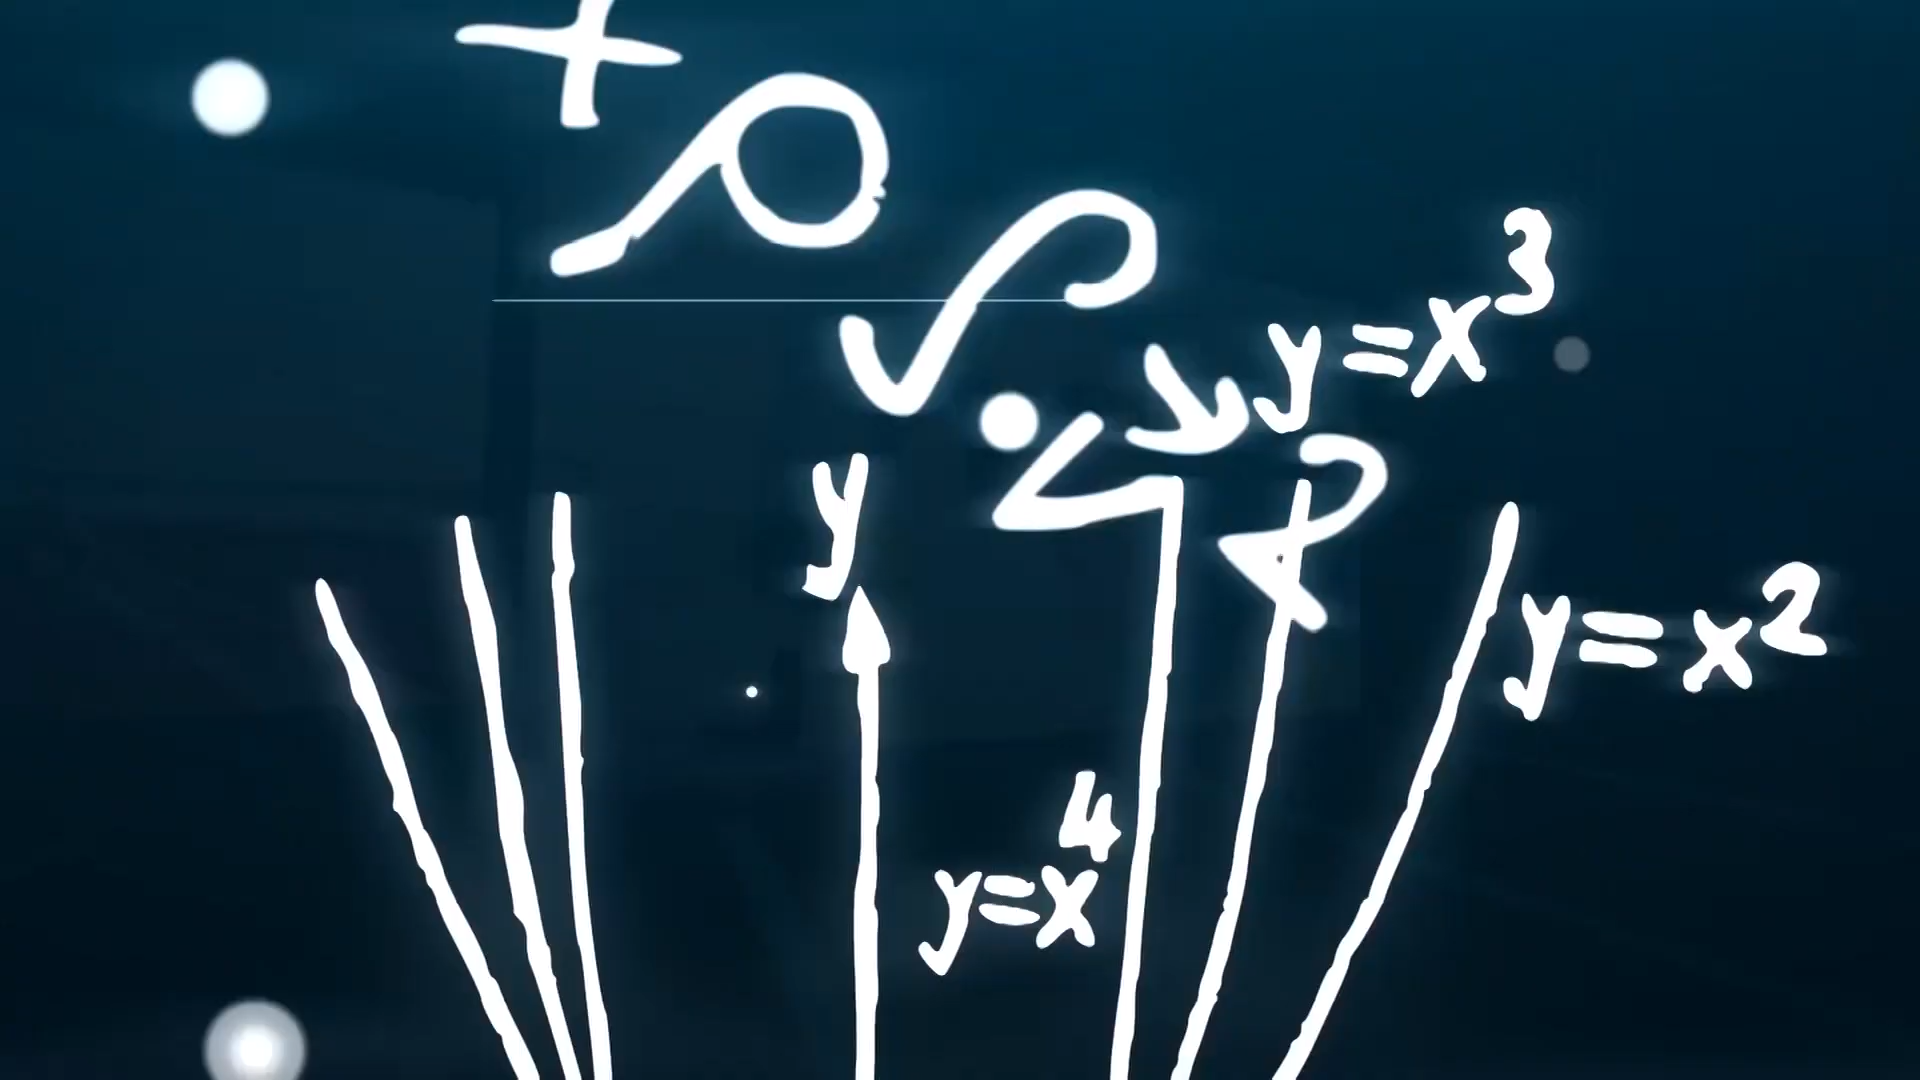 +
y = x³
y
y = x²
y = x⁴